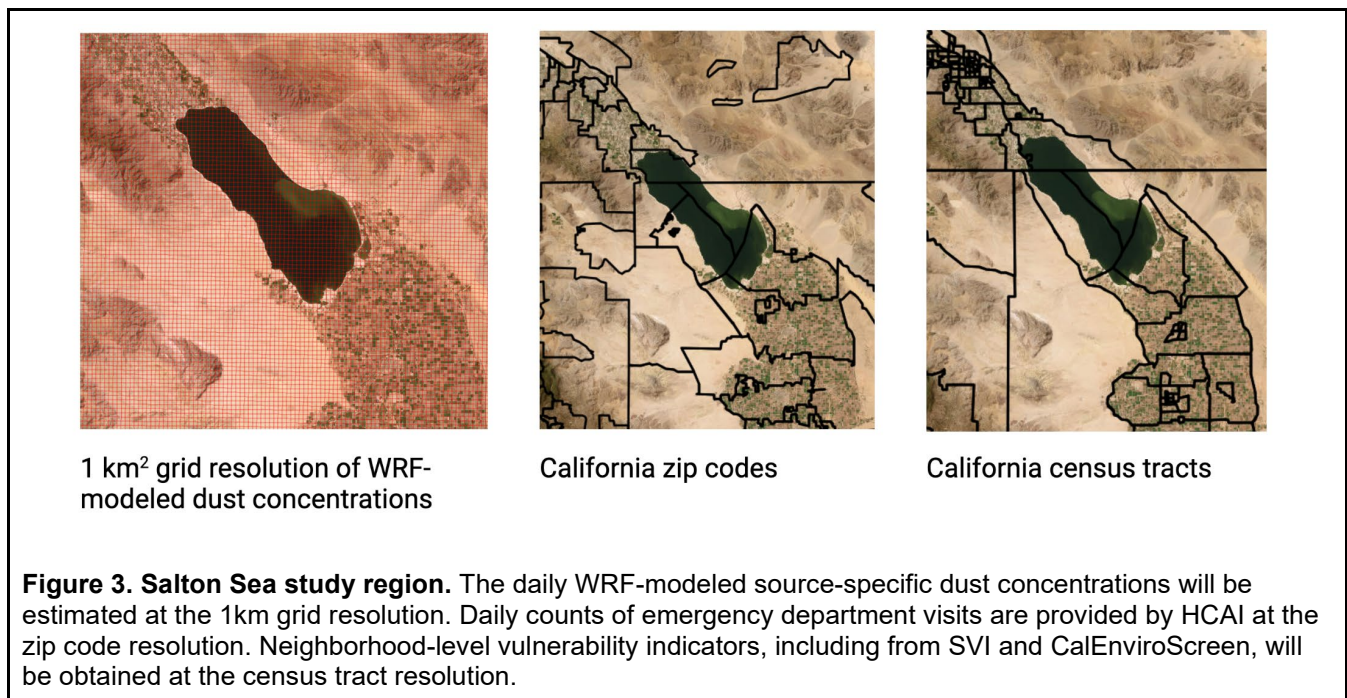 1 km² grid resolution of WRF-
modeled dust concentrations
California zip codes
California census tracts
Figure 3. Salton Sea study region. The daily WRF-modeled source-specific dust concentrations will be
estimated at the 1km grid resolution. Daily counts of emergency department visits are provided by HCAI at the
zip code resolution. Neighborhood-level vulnerability indicators, including from SVI and CalEnviroScreen, will
be obtained at the census tract resolution.